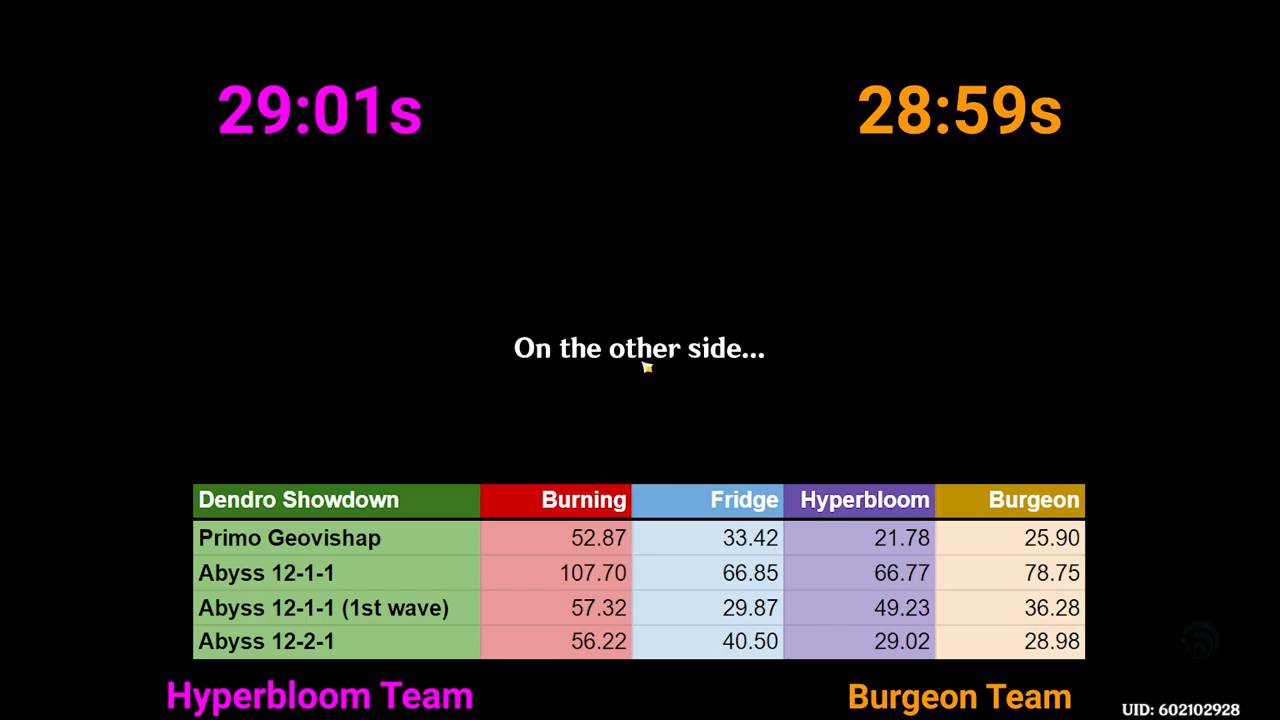 29:01s 28:59s
On the other side...
Dendro Showdown Burning Fridge Hyperbloom Burgeon
Primo Geovishap 52.87 33.42 21.78 25.90
Abyss 12-1-1 107.70 66.85 66.77 78.75
Abyss 12-1-1 (1st wave) 57.32 29.87 49.23 36.28
Abyss 12-2-1 56.22 40.50 29.02 28.98
Hyperbloom Team Burgeon Team
UID: 602102928